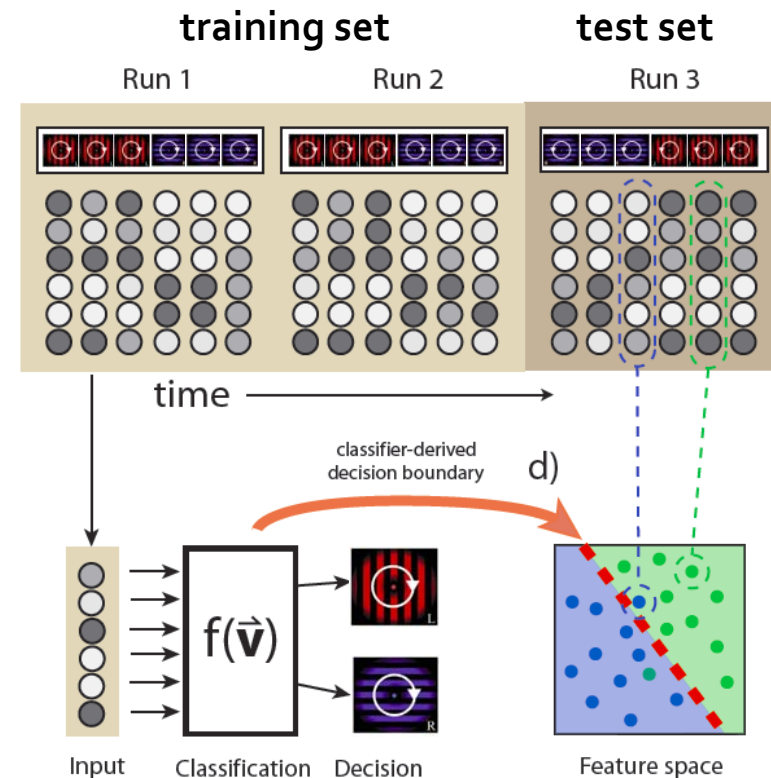 training set test set
Run 1 Run 2 Run 3
time
classifier-derived
decision boundary
d)
f(v⃗)
L
R
Input Classification Decision Feature space